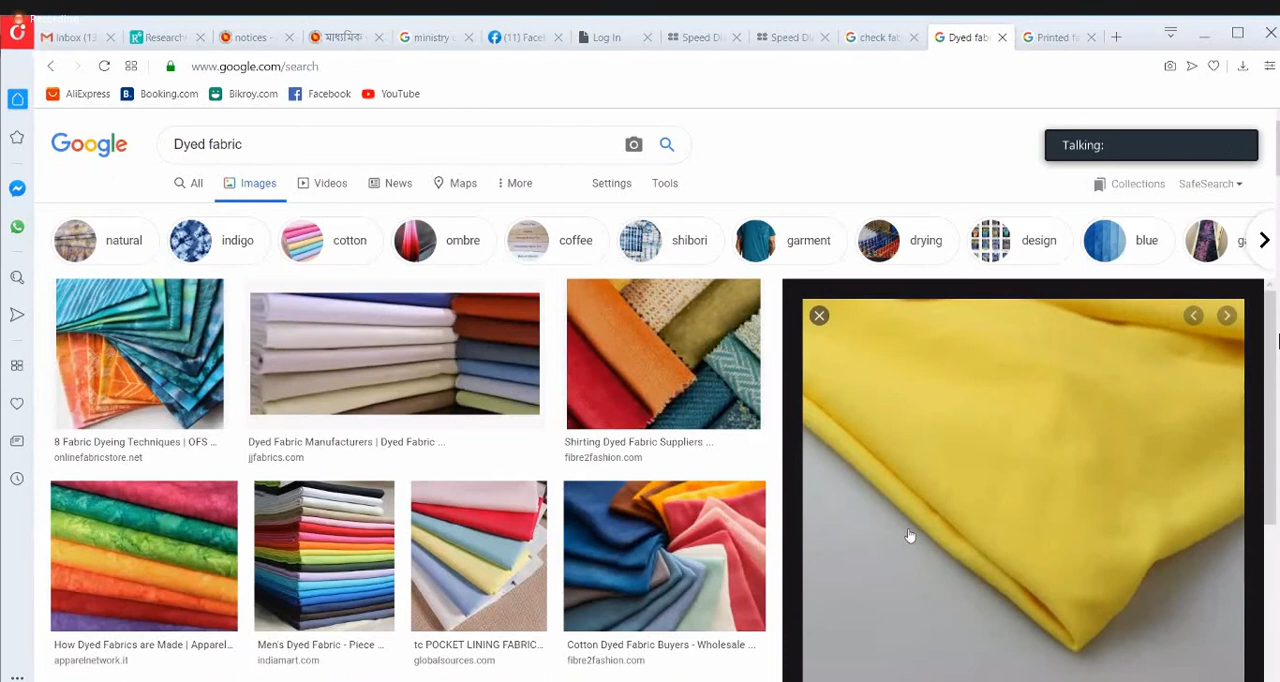 Recording
Inbox (13
Research
notices -
মাধ্যমিক
ministry c
(11) Face
Log In
Speed Di
Speed Di
check fab
Dyed fab
Printed f
www.google.com/search
AliExpress
Booking.com
Bikroy.com
Facebook
YouTube
Google
Dyed fabric
Talking:
All
Images
Videos
News
Maps
More
Settings
Tools
Collections
SafeSearch
natural
indigo
cotton
ombre
coffee
shibori
garment
drying
design
blue
8 Fabric Dyeing Techniques | OFS ...
onlinefabricstore.net
Dyed Fabric Manufacturers | Dyed Fabric ...
jjfabrics.com
Shirting Dyed Fabric Suppliers ...
fibre2fashion.com
How Dyed Fabrics are Made | Apparel...
apparelnetwork.it
Men's Dyed Fabric - Piece ...
indiamart.com
tc POCKET LINING FABRIC...
globalsources.com
Cotton Dyed Fabric Buyers - Wholesale ...
fibre2fashion.com